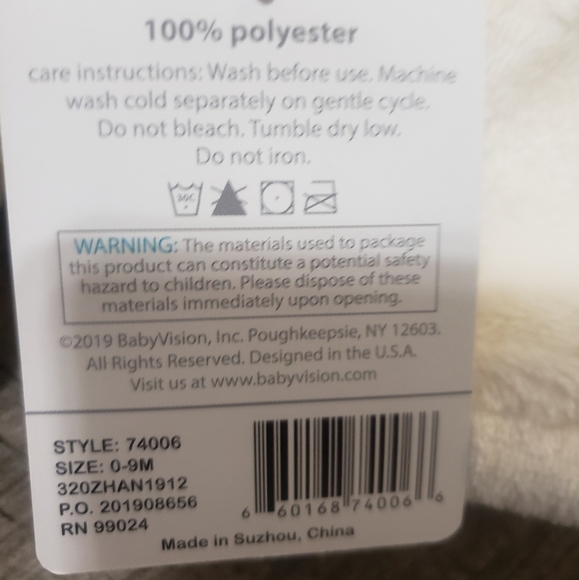 100% polyester
care instructions: Wash before use. Machine
wash cold separately on gentle cycle.
Do not bleach. Tumble dry low.
Do not iron.
30C
WARNING: The materials used to package
this product can constitute a potential safety
hazard to children. Please dispose of these
materials immediately upon opening.
©2019 BabyVision, Inc. Poughkeepsie, NY 12603.
All Rights Reserved. Designed in the U.S.A.
Visit us at www.babyvision.com
STYLE: 74006
SIZE: 0-9M
320ZHAN1912
P.O. 201908656
RN 99024
6 60168 74006 6
Made in Suzhou, China